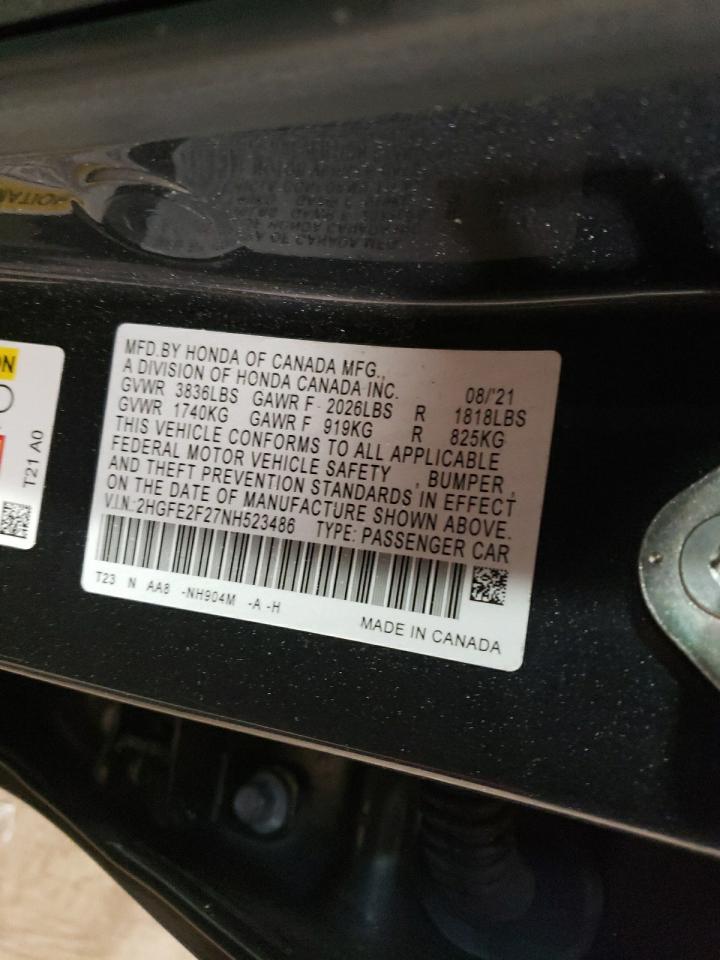 MFD.BY HONDA OF CANADA MFG.,
A DIVISION OF HONDA CANADA INC. 08/'21
GVWR 3836LBS GAWR F 2026LBS R 1818LBS
GVWR 1740KG GAWR F 919KG R 825KG
THIS VEHICLE CONFORMS TO ALL APPLICABLE
FEDERAL MOTOR VEHICLE SAFETY , BUMPER ,
AND THEFT PREVENTION STANDARDS IN EFFECT
ON THE DATE OF MANUFACTURE SHOWN ABOVE.
V.I.N.:2HGFE2F27NH523486 TYPE: PASSENGER CAR
T23 N AA8 -NH904M -A -H
MADE IN CANADA
ON
T21 A0